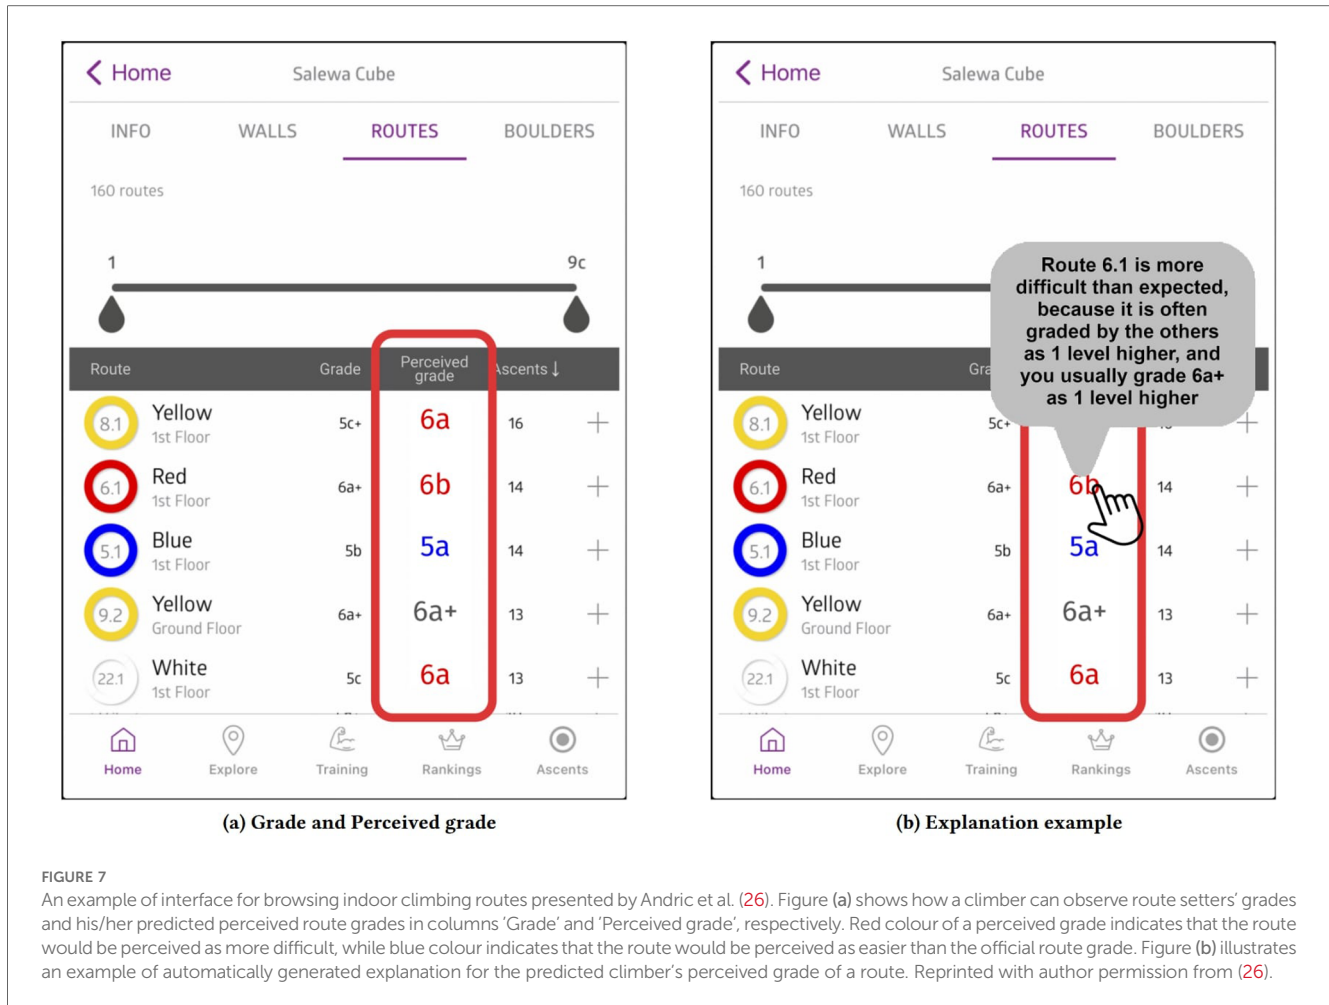 Home
Salewa Cube
INFO WALLS ROUTES BOULDERS
160 routes
1 9c
Route Grade Perceived grade Ascents ↓
8.1 Yellow 5c+ 6a 16 +
1st Floor
6.1 Red 6a+ 6b 14 +
1st Floor
5.1 Blue 5b 5a 14 +
1st Floor
9.2 Yellow 6a+ 6a+ 13 +
Ground Floor
22.1 White 5c 6a 13 +
1st Floor
Home Explore Training Rankings Ascents
(a) Grade and Perceived grade
Home
Salewa Cube
INFO WALLS ROUTES BOULDERS
160 routes
1
Route 6.1 is more
difficult than expected,
because it is often
graded by the others
as 1 level higher, and
you usually grade 6a+
as 1 level higher
Route
8.1 Yellow 5c+ +
1st Floor
6.1 Red 6a+ 6b 14 +
1st Floor
5.1 Blue 5b 5a 14 +
1st Floor
9.2 Yellow 6a+ 6a+ 13 +
Ground Floor
22.1 White 5c 6a 13 +
1st Floor
Home Explore Training Rankings Ascents
(b) Explanation example
FIGURE 7
An example of interface for browsing indoor climbing routes presented by Andric et al. (26). Figure (a) shows how a climber can observe route setters' grades
and his/her predicted perceived route grades in columns 'Grade' and 'Perceived grade', respectively. Red colour of a perceived grade indicates that the route
would be perceived as more difficult, while blue colour indicates that the route would be perceived as easier than the official route grade. Figure (b) illustrates
an example of automatically generated explanation for the predicted climber's perceived grade of a route. Reprinted with author permission from (26).